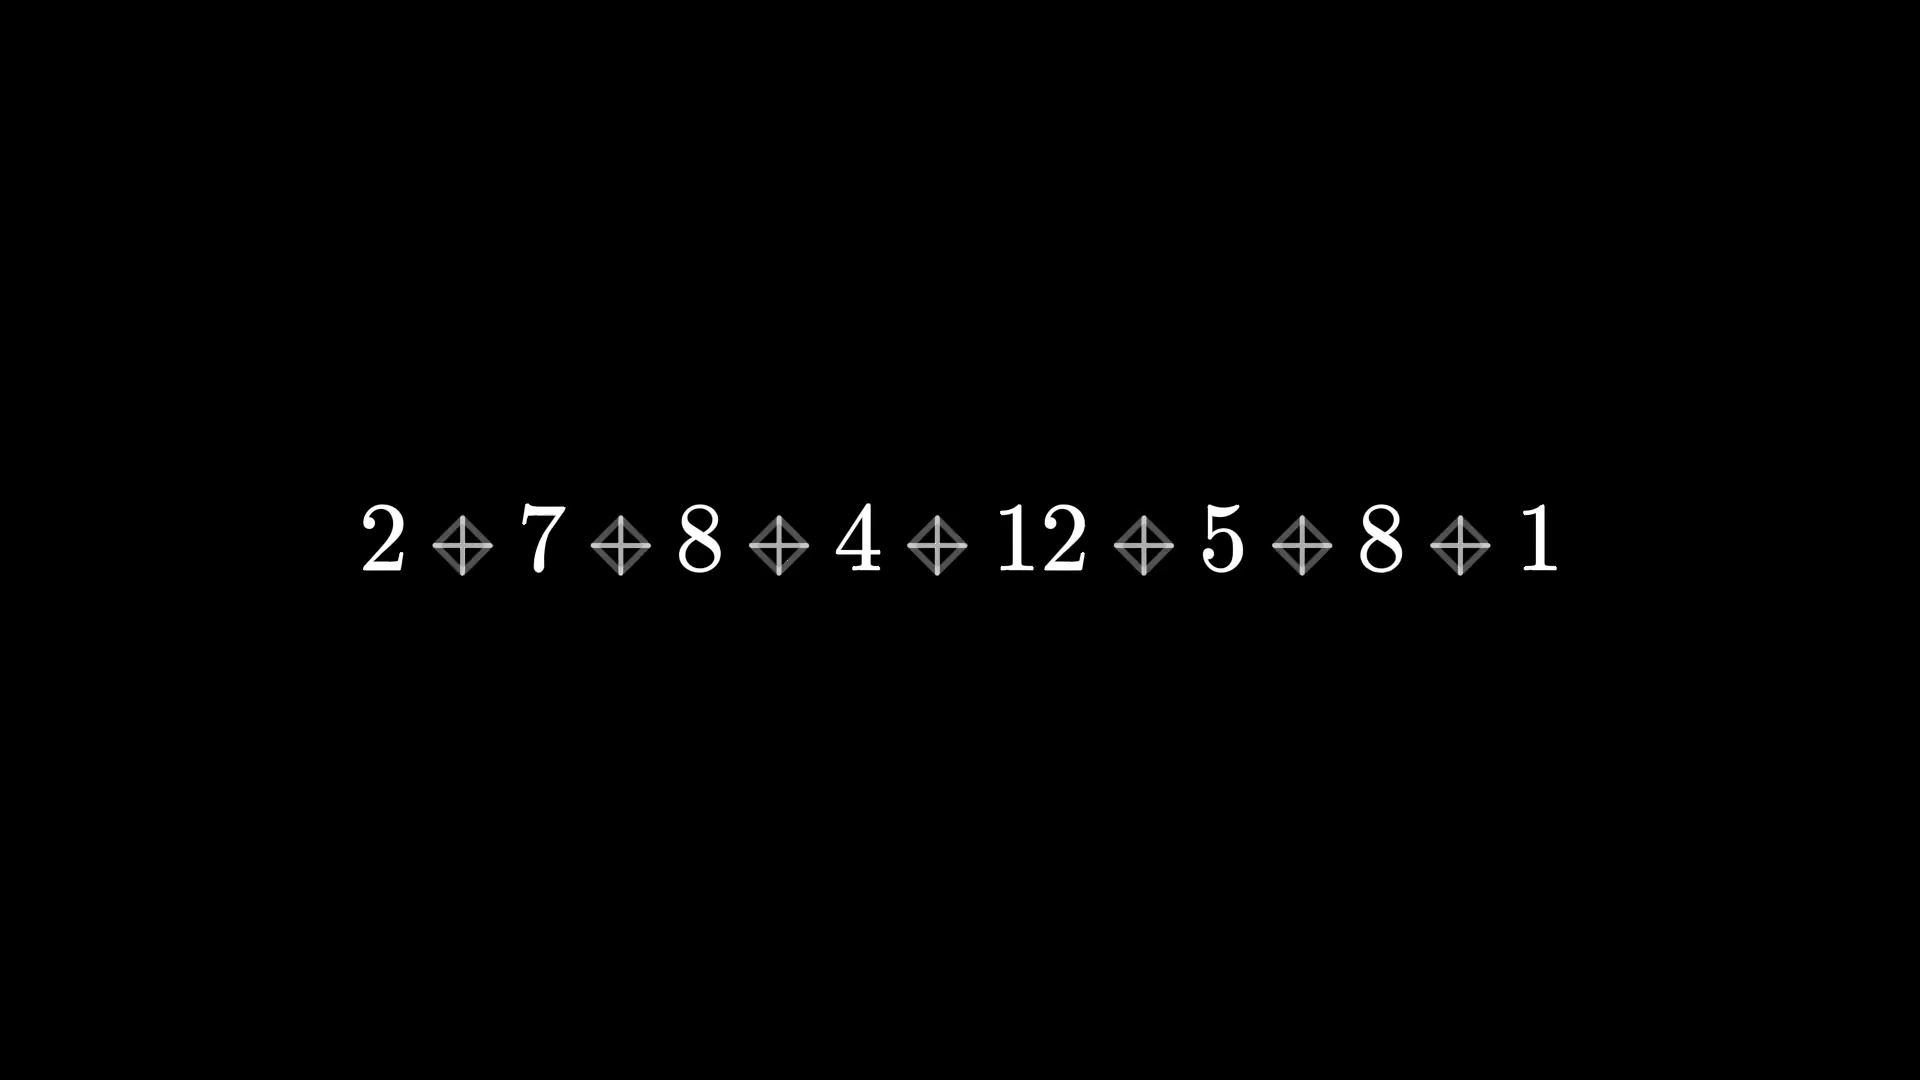 2 ⟴ 7 ⟴ 8 ⟴ 4 ⟴ 12 ⟴ 5 ⟴ 8 ⟴ 1